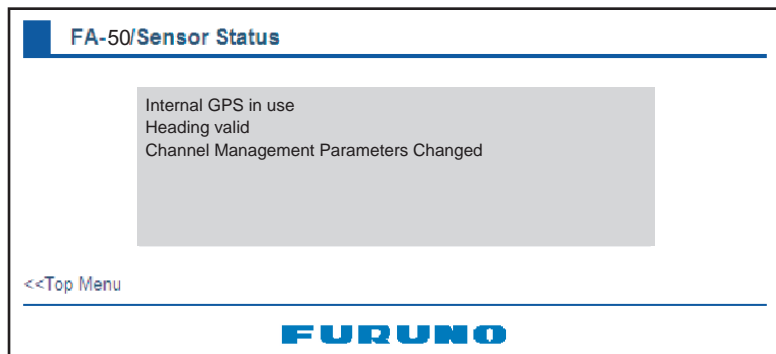 FA-50/Sensor Status
Internal GPS in use
Heading valid
Channel Management Parameters Changed
<<Top Menu
FURUNO